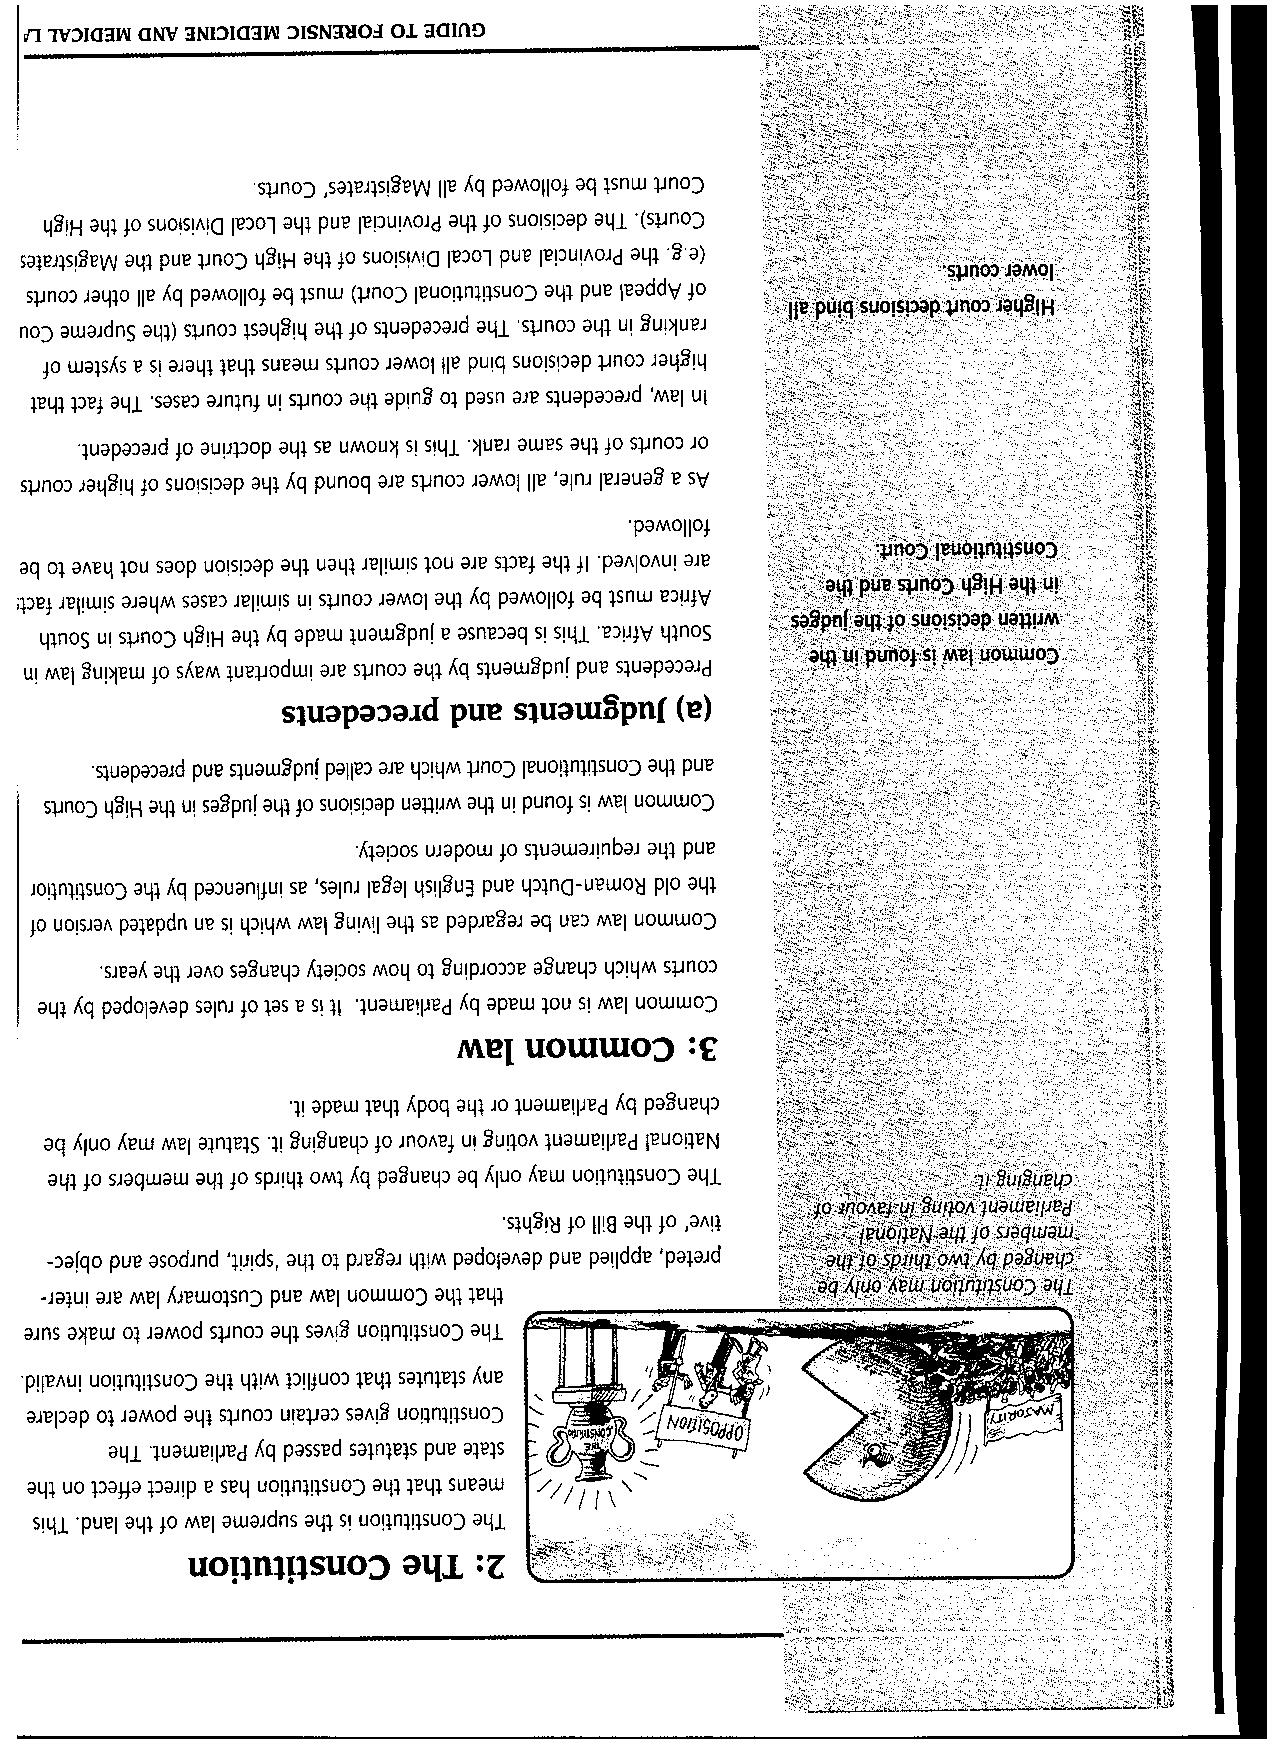 2: The Constitution
The Constitution is the supreme law of the land. This
means that the Constitution has a direct effect on the
state and statutes passed by Parliament. The
Constitution gives certain courts the power to declare
any statutes that conflict with the Constitution invalid.
The Constitution gives the courts power to make sure
that the Common law and Customary law are inter-
preted, applied and developed with regard to the 'spirit, purpose and objec-
tive' of the Bill of Rights.
The Constitution may only be changed by two thirds of the members of the
National Parliament voting in favour of changing it. Statute law may only be
changed by Parliament or the body that made it.
MAJORITY
OPPOSITION
THE
CONSTITUTION
The Constitution may only be
changed by two thirds of the
members of the National
Parliament voting in favour of
changing it.
3: Common law
Common law is not made by Parliament. It is a set of rules developed by the
courts which change according to how society changes over the years.
Common law can be regarded as the living law which is an updated version of
the old Roman-Dutch and English legal rules, as influenced by the Constitution
and the requirements of modern society.
Common law is found in the written decisions of the judges in the High Courts
and the Constitutional Court which are called judgments and precedents.
(a) Judgments and precedents
Precedents and judgments by the courts are important ways of making law in
South Africa. This is because a judgment made by the High Courts in South
Africa must be followed by the lower courts in similar cases where similar facts
are involved. If the facts are not similar then the decision does not have to be
followed.
Common law is found in the
written decisions of the judges
in the High Courts and the
Constitutional Court.
As a general rule, all lower courts are bound by the decisions of higher courts
or courts of the same rank. This is known as the doctrine of precedent.
In law, precedents are used to guide the courts in future cases. The fact that
higher court decisions bind all lower courts means that there is a system of
ranking in the courts. The precedents of the highest courts (the Supreme Cou
of Appeal and the Constitutional Court) must be followed by all other courts
(e.g. the Provincial and Local Divisions of the High Court and the Magistrates
Courts). The decisions of the Provincial and the Local Divisions of the High
Court must be followed by all Magistrates' Courts.
Higher court decisions bind all
lower courts.
GUIDE TO FORENSIC MEDICINE AND MEDICAL LA